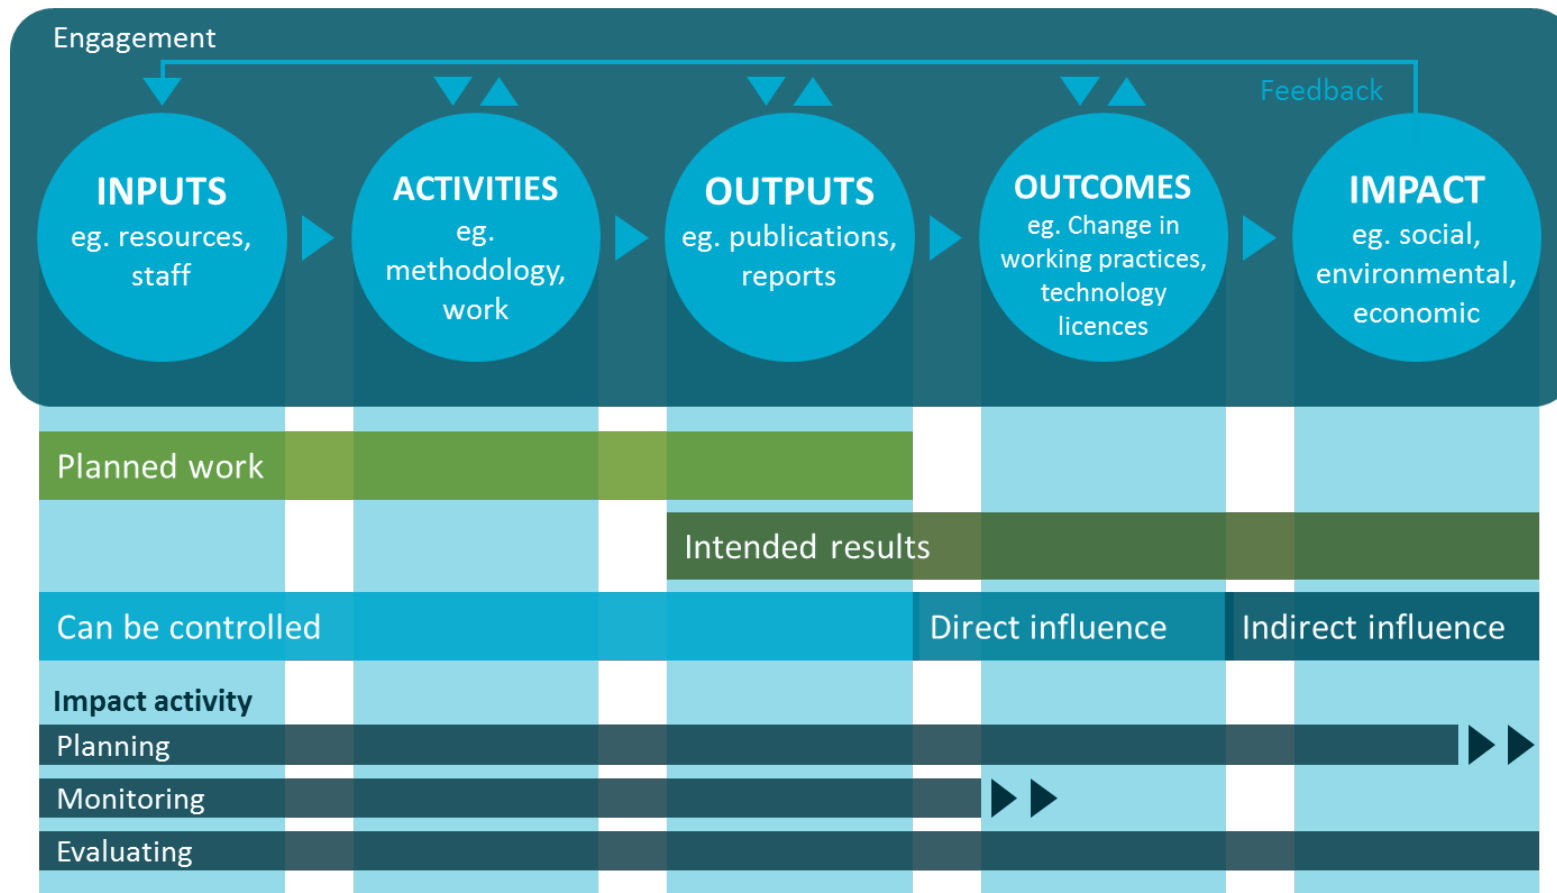 Engagement
Feedback
INPUTS
eg. resources,
staff
ACTIVITIES
eg.
methodology,
work
OUTPUTS
eg. publications,
reports
OUTCOMES
eg. Change in
working practices,
technology
licences
IMPACT
eg. social,
environmental,
economic
Planned work
Intended results
Can be controlled
Direct influence
Indirect influence
Impact activity
Planning
Monitoring
Evaluating